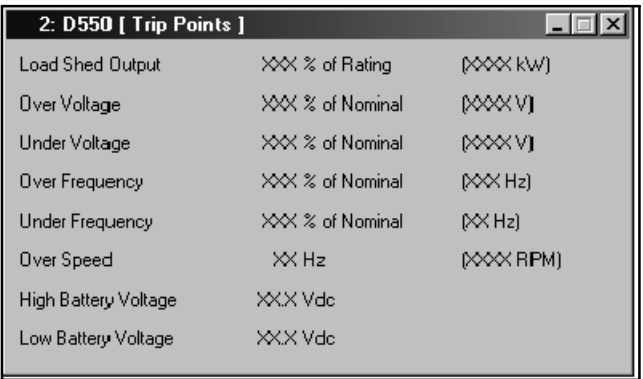 2: D550 [ Trip Points ]
Load Shed Output XXX % of Rating (XXXX kW)
Over Voltage XXX % of Nominal (XXXX V)
Under Voltage XXX % of Nominal (XXXX V)
Over Frequency XXX % of Nominal (XXX Hz)
Under Frequency XXX % of Nominal (XX Hz)
Over Speed XX Hz (XXXX RPM)
High Battery Voltage XX.X Vdc
Low Battery Voltage XX.X Vdc